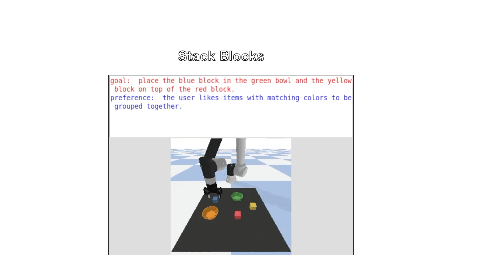 Stack Blocks
goal:  place the blue block in the green bowl and the yellow
block on top of the red block.
preference:  the user likes items with matching colors to be
grouped together.